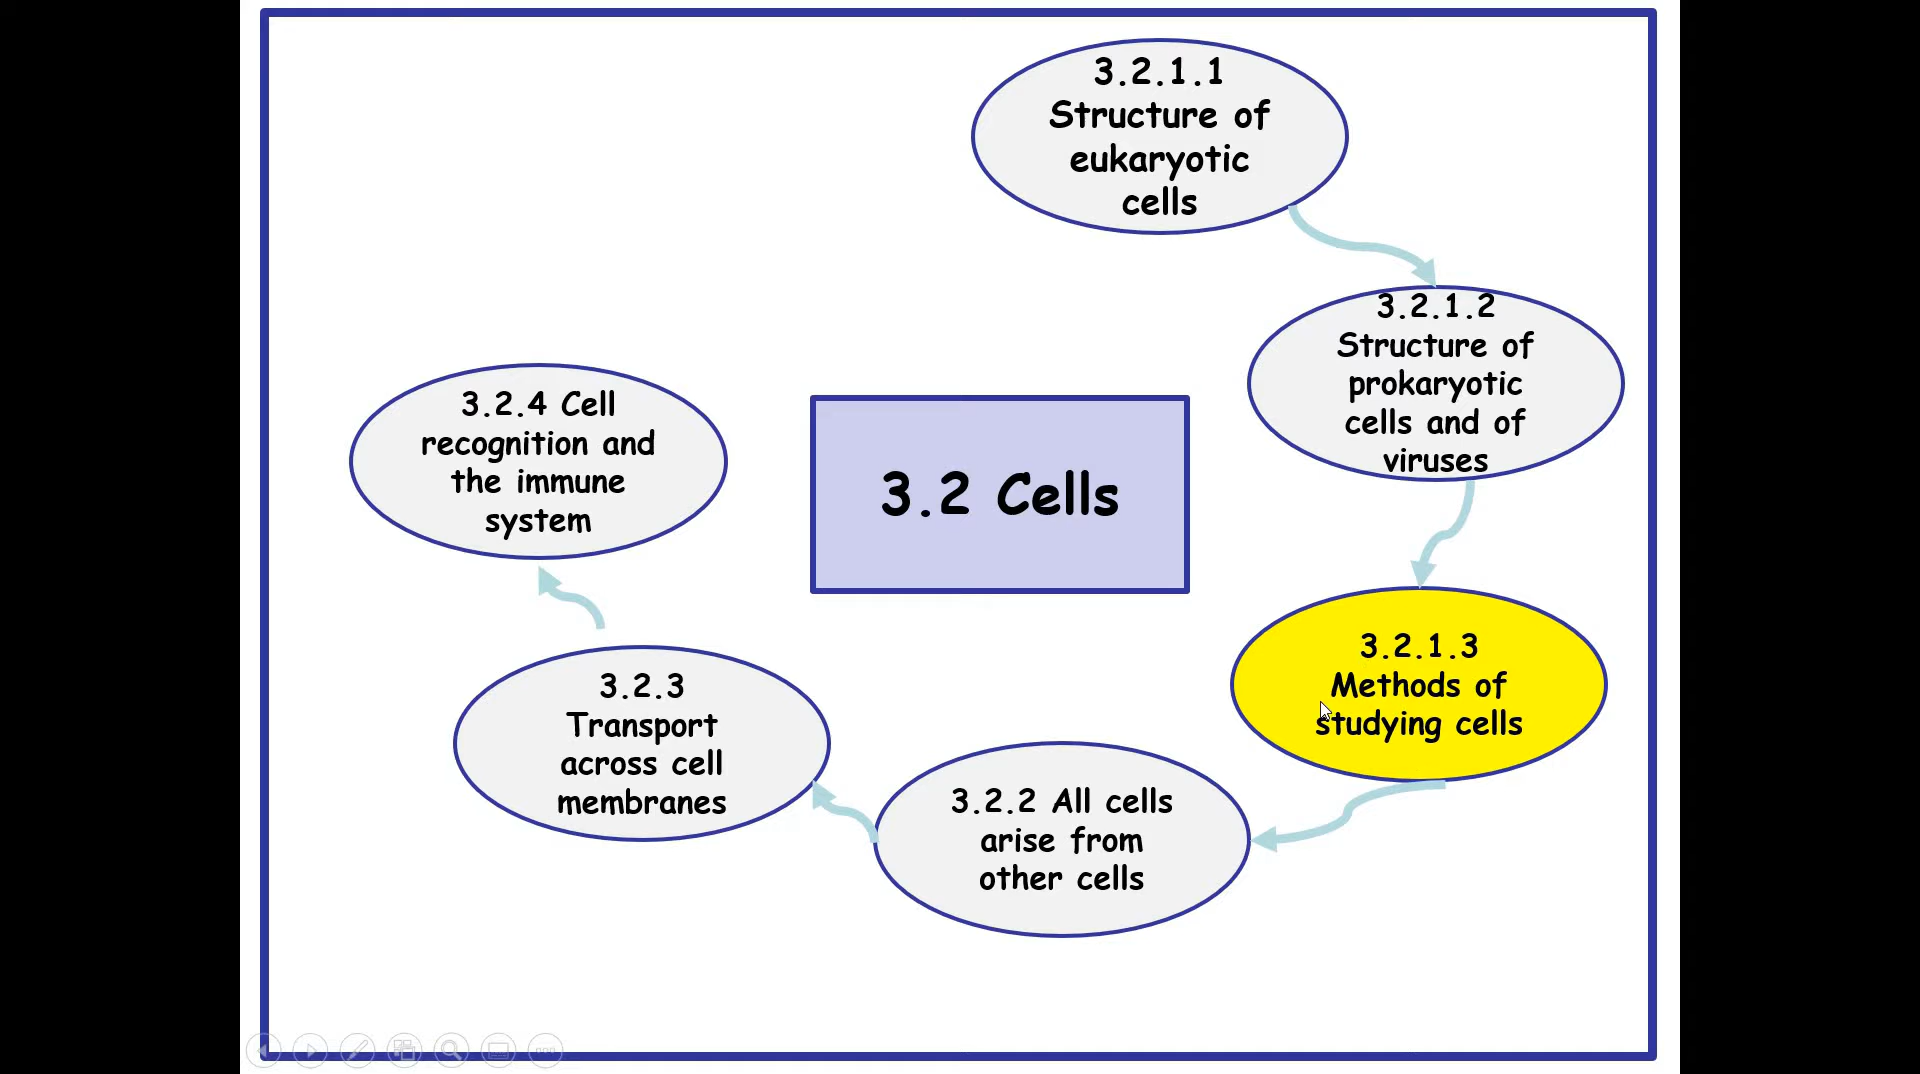 3.2.1.1
Structure of
eukaryotic
cells
3.2.1.2
Structure of
prokaryotic
cells and of
viruses
3.2.4 Cell
recognition and
the immune
system
3.2 Cells
3.2.1.3
Methods of
studying cells
3.2.3
Transport
across cell
membranes
3.2.2 All cells
arise from
other cells